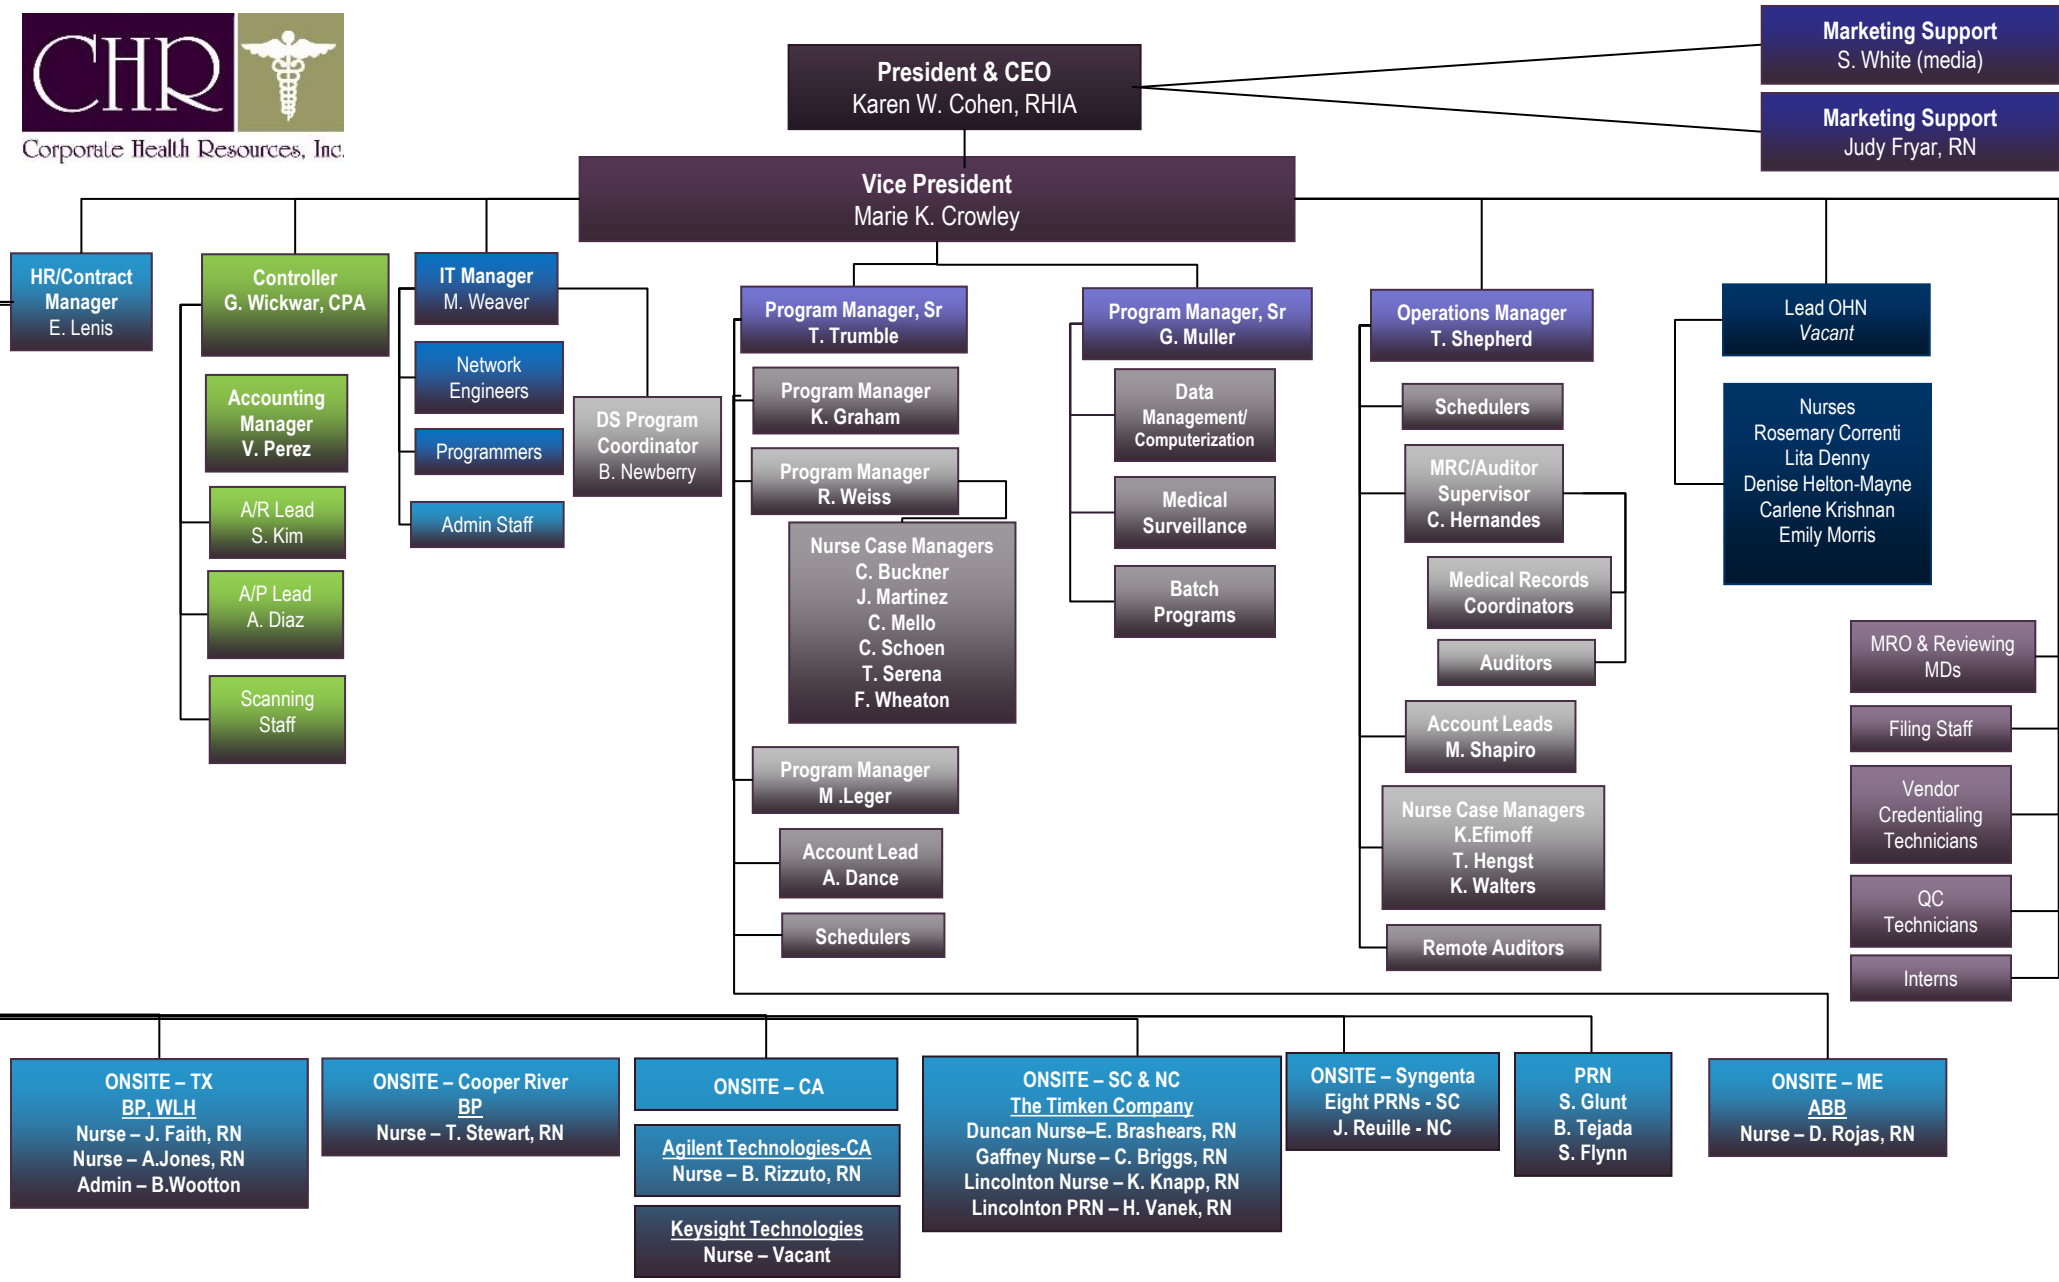 CHR
Corporate Health Resources, Inc.
President & CEO
Karen W. Cohen, RHIA
Marketing Support
S. White (media)
Marketing Support
Judy Fryar, RN
Vice President
Marie K. Crowley
HR/Contract
Manager
E. Lenis
Controller
G. Wickwar, CPA
Accounting
Manager
V. Perez
A/R Lead
S. Kim
A/P Lead
A. Diaz
Scanning
Staff
IT Manager
M. Weaver
Network
Engineers
Programmers
Admin Staff
DS Program
Coordinator
B. Newberry
Program Manager, Sr
T. Trumble
Program Manager
K. Graham
Program Manager
R. Weiss
Nurse Case Managers
C. Buckner
J. Martinez
C. Mello
C. Schoen
T. Serena
F. Wheaton
Program Manager
M .Leger
Account Lead
A. Dance
Schedulers
Program Manager, Sr
G. Muller
Data
Management/
Computerization
Medical
Surveillance
Batch
Programs
Operations Manager
T. Shepherd
Schedulers
MRC/Auditor
Supervisor
C. Hernandes
Medical Records
Coordinators
Auditors
Account Leads
M. Shapiro
Nurse Case Managers
K.Efimoff
T. Hengst
K. Walters
Remote Auditors
Lead OHN
Vacant
Nurses
Rosemary Correnti
Lita Denny
Denise Helton-Mayne
Carlene Krishnan
Emily Morris
MRO & Reviewing
MDs
Filing Staff
Vendor
Credentialing
Technicians
QC
Technicians
Interns
ONSITE – TX
BP, WLH
Nurse – J. Faith, RN
Nurse – A.Jones, RN
Admin – B.Wootton
ONSITE – Cooper River
BP
Nurse – T. Stewart, RN
ONSITE – CA
Agilent Technologies-CA
Nurse – B. Rizzuto, RN
Keysight Technologies
Nurse – Vacant
ONSITE – SC & NC
The Timken Company
Duncan Nurse–E. Brashears, RN
Gaffney Nurse – C. Briggs, RN
Lincolnton Nurse – K. Knapp, RN
Lincolnton PRN – H. Vanek, RN
ONSITE – Syngenta
Eight PRNs - SC
J. Reuille - NC
PRN
S. Glunt
B. Tejada
S. Flynn
ONSITE – ME
ABB
Nurse – D. Rojas, RN